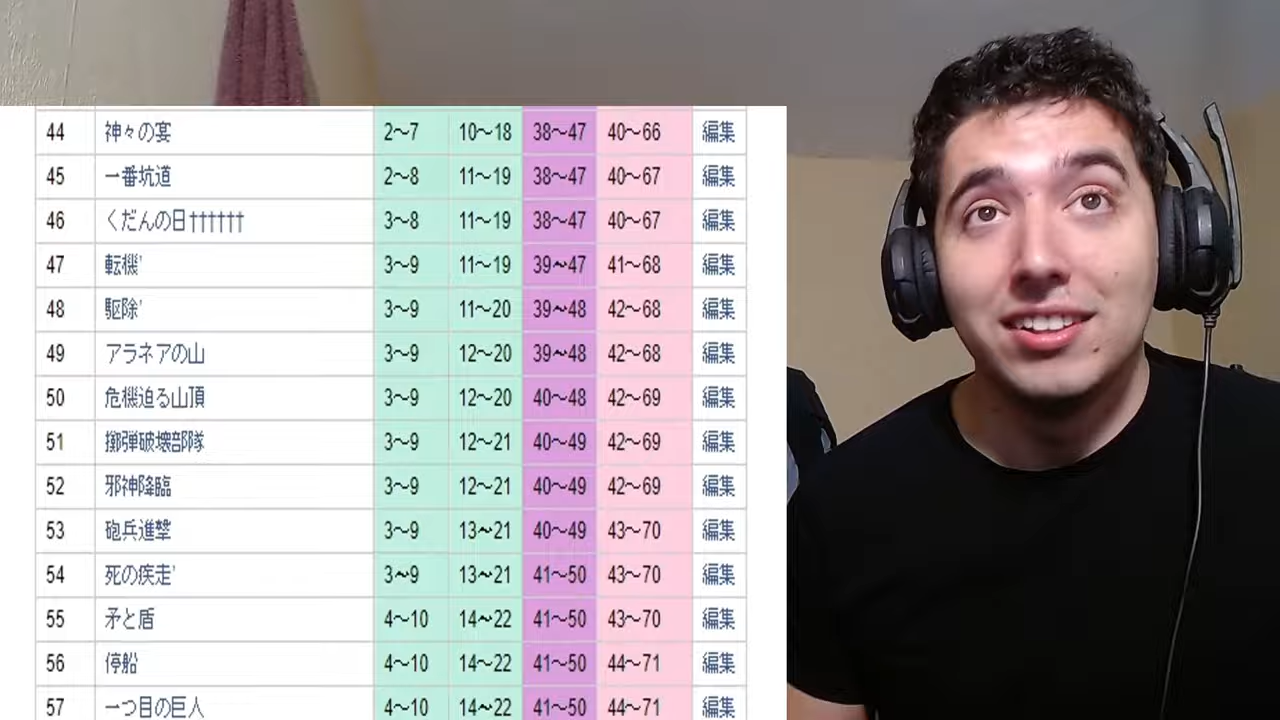 44 神々の宴 2～7 10～18 38～47 40～66 編集
45 一番坑道 2～8 11～19 38～47 40～67 編集
46 くだんの日†††††† 3～8 11～19 38～47 40～67 編集
47 転機' 3～9 11～19 39～47 41～68 編集
48 駆除' 3～9 11～20 39～48 42～68 編集
49 アラネアの山 3～9 12～20 39～48 42～68 編集
50 危機迫る山頂 3～9 12～20 40～48 42～69 編集
51 擲弾破壊部隊 3～9 12～21 40～49 42～69 編集
52 邪神降臨 3～9 12～21 40～49 42～69 編集
53 砲兵進撃 3～9 13～21 40～49 43～70 編集
54 死の疾走' 3～9 13～21 41～50 43～70 編集
55 矛と盾 4～10 14～22 41～50 43～70 編集
56 停船 4～10 14～22 41～50 44～71 編集
57 一つ目の巨人 4～10 14～22 41～50 44～71 編集